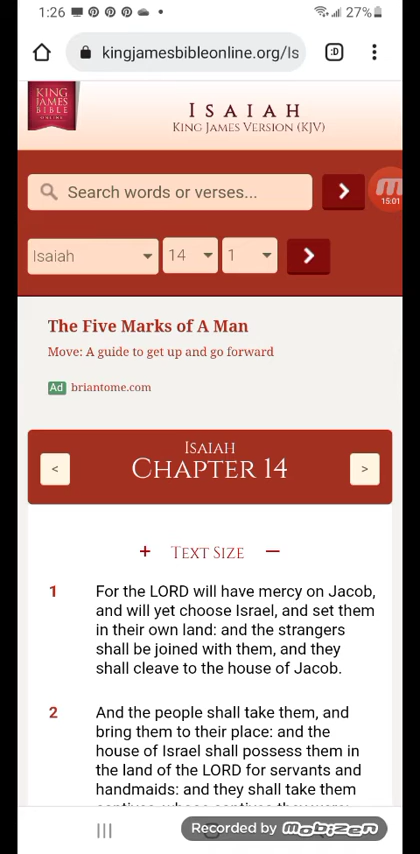 1:26
27%
kingjamesbibleonline.org/Is
:D
KING
JAMES
BIBLE
ONLINE
ISAIAH
KING JAMES VERSION (KJV)
Search words or verses...
15:01
Isaiah
14
1
The Five Marks of A Man
Move: A guide to get up and go forward
Ad briantome.com
ISAIAH
< CHAPTER 14 >
+ TEXT SIZE −
1 For the LORD will have mercy on Jacob,
and will yet choose Israel, and set them
in their own land: and the strangers
shall be joined with them, and they
shall cleave to the house of Jacob.
2 And the people shall take them, and
bring them to their place: and the
house of Israel shall possess them in
the land of the LORD for servants and
handmaids: and they shall take them
captives, whose captives they were;
Recorded by mobizen